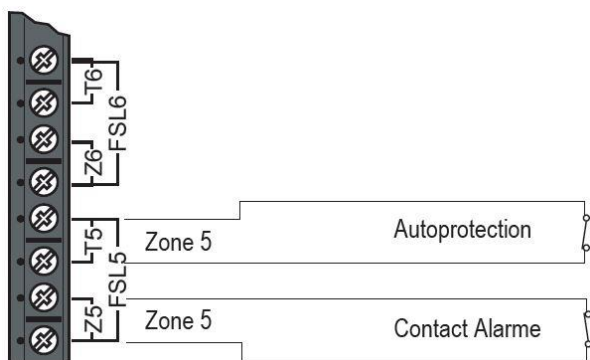 T6
FSL6
Z6
T5
FSL5
Z5
Zone 5
Autoprotection
Zone 5
Contact Alarme